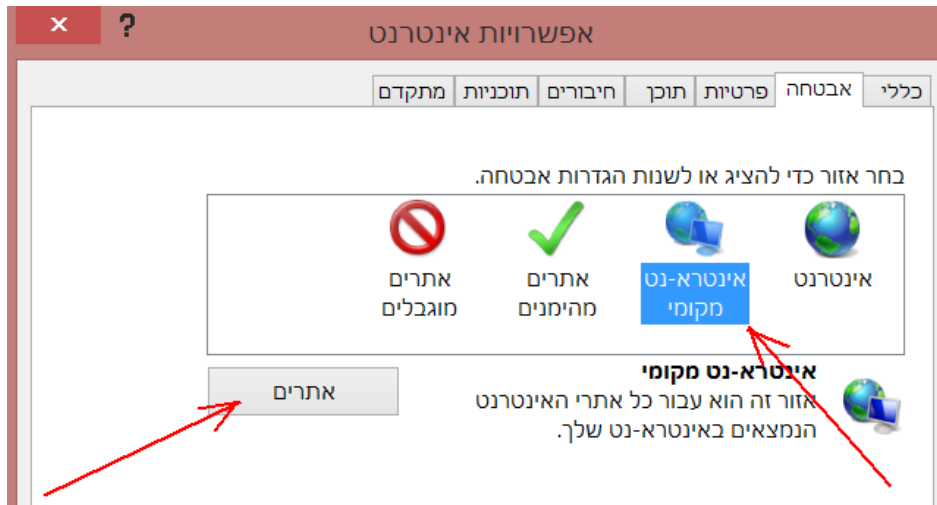 אפשרויות אינטרנט ?
כללי אבטחה פרטיות תוכן חיבורים תוכניות מתקדם
בחר אזור כדי להציג או לשנות הגדרות אבטחה.
אינטרנט
אינטרא-נט
מקומי
אתרים
מהימנים
אתרים
מוגבלים
אינטרא-נט מקומי
אזור זה הוא עבור כל אתרי האינטרנט
הנמצאים באינטרא-נט שלך.
אתרים